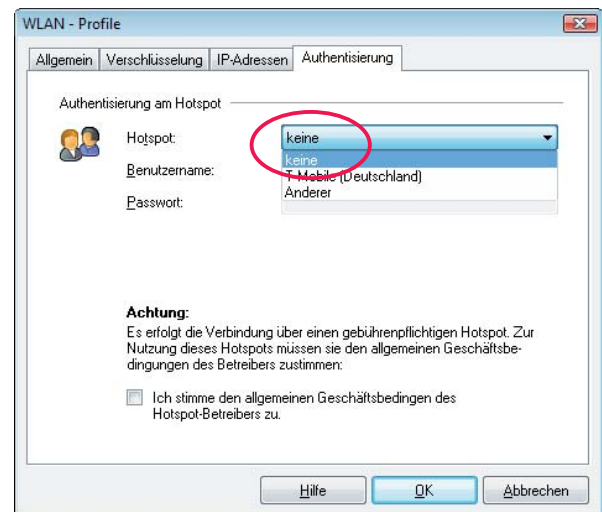 WLAN - Profile
Allgemein Verschlüsselung IP-Adressen Authentisierung
Authentisierung am Hotspot
Hotspot: keine
keine
Benutzername:
T-Mobile (Deutschland)
Anderer
Passwort:
Achtung:
Es erfolgt die Verbindung über einen gebührenpflichtigen Hotspot. Zur
Nutzung dieses Hotspots müssen sie den allgemeinen Geschäftsbe-
dingungen des Betreibers zustimmen:
Ich stimme den allgemeinen Geschäftsbedingen des
Hotspot-Betreibers zu.
Hilfe OK Abbrechen